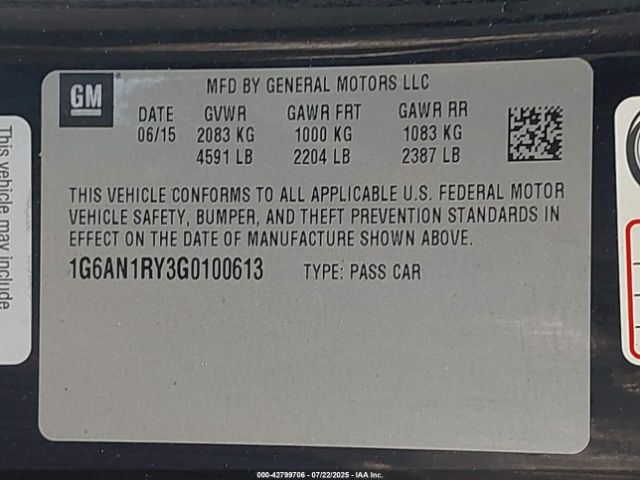 GM
MFD BY GENERAL MOTORS LLC
DATE GVWR GAWR FRT GAWR RR
06/15 2083 KG 1000 KG 1083 KG
4591 LB 2204 LB 2387 LB
THIS VEHICLE CONFORMS TO ALL APPLICABLE U.S. FEDERAL MOTOR
VEHICLE SAFETY, BUMPER, AND THEFT PREVENTION STANDARDS IN
EFFECT ON THE DATE OF MANUFACTURE SHOWN ABOVE.
1G6AN1RY3G0100613 TYPE: PASS CAR
This vehicle may include
000-42799706 - 07/22/2025 - IAA Inc.